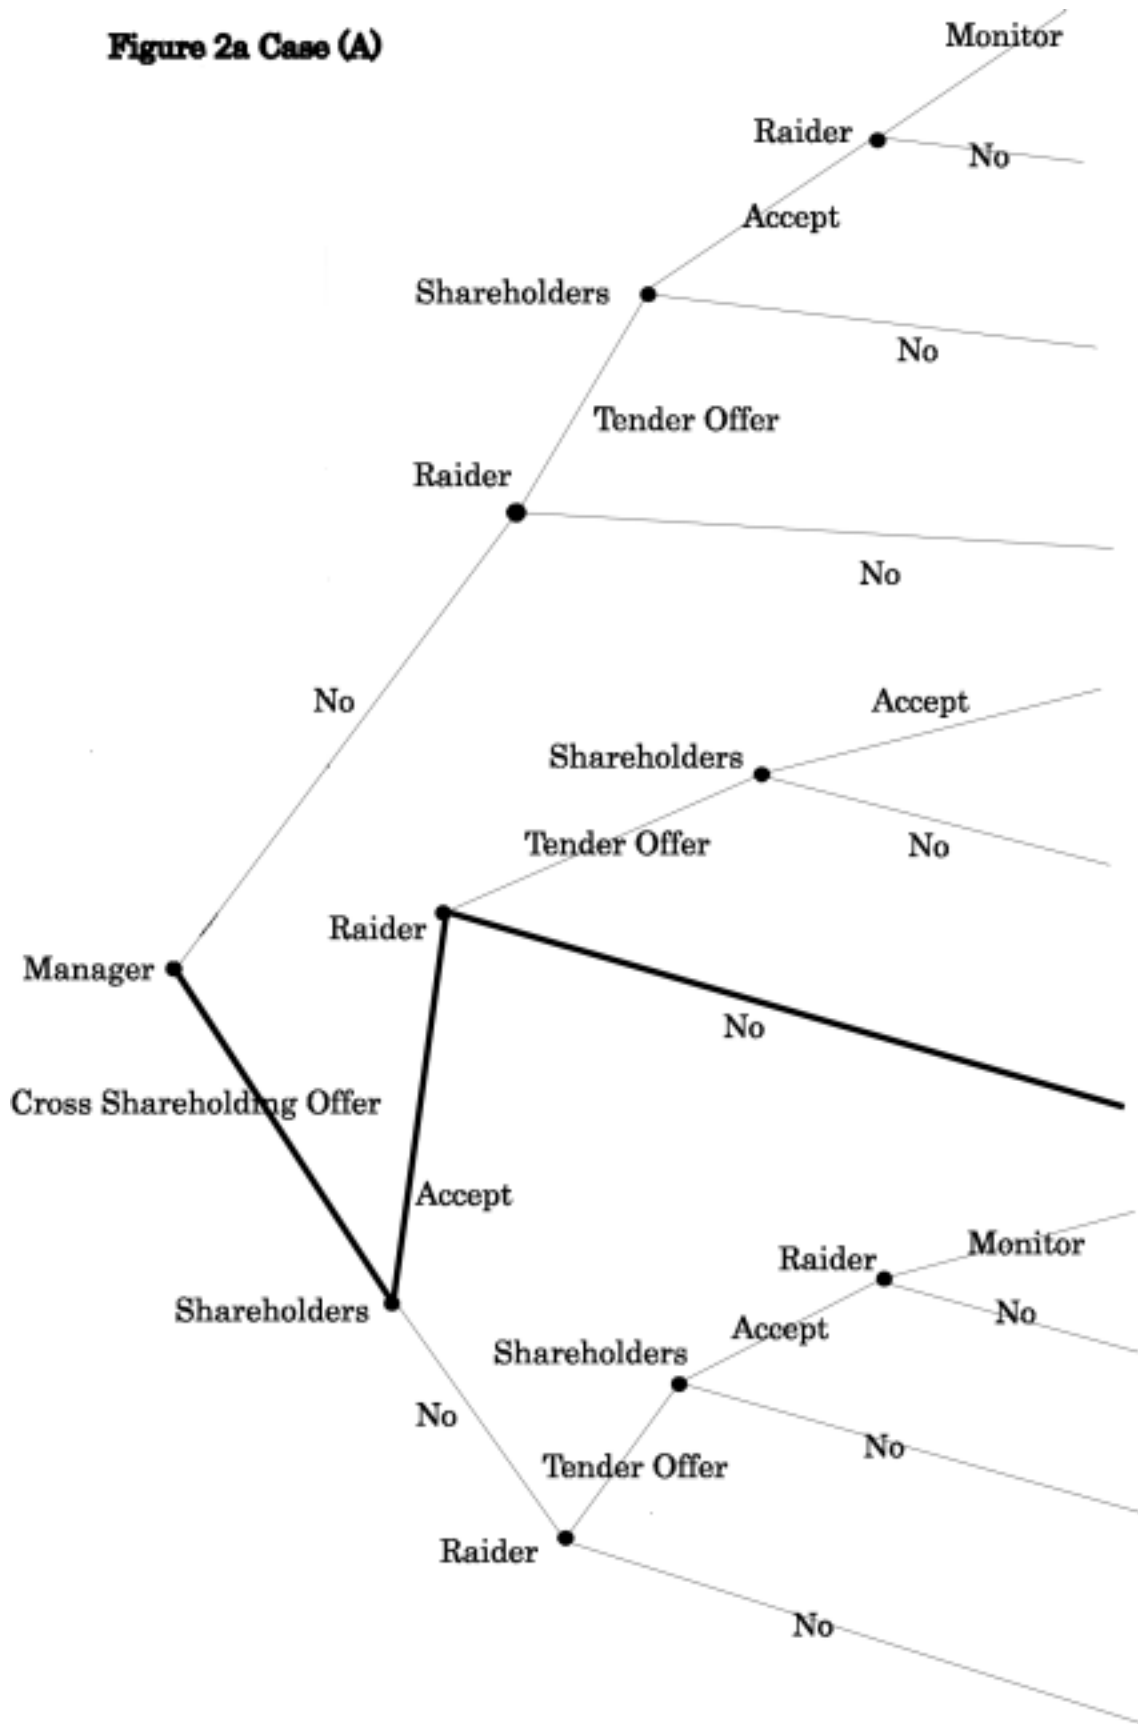 Figure 2a Case (A)
Monitor
Raider
No
Accept
Shareholders
No
Tender Offer
Raider
No
No
Accept
Shareholders
Tender Offer
No
Raider
Manager
No
Cross Shareholding Offer
Accept
Monitor
Raider
Shareholders
No
Accept
Shareholders
No
No
Tender Offer
Raider
No